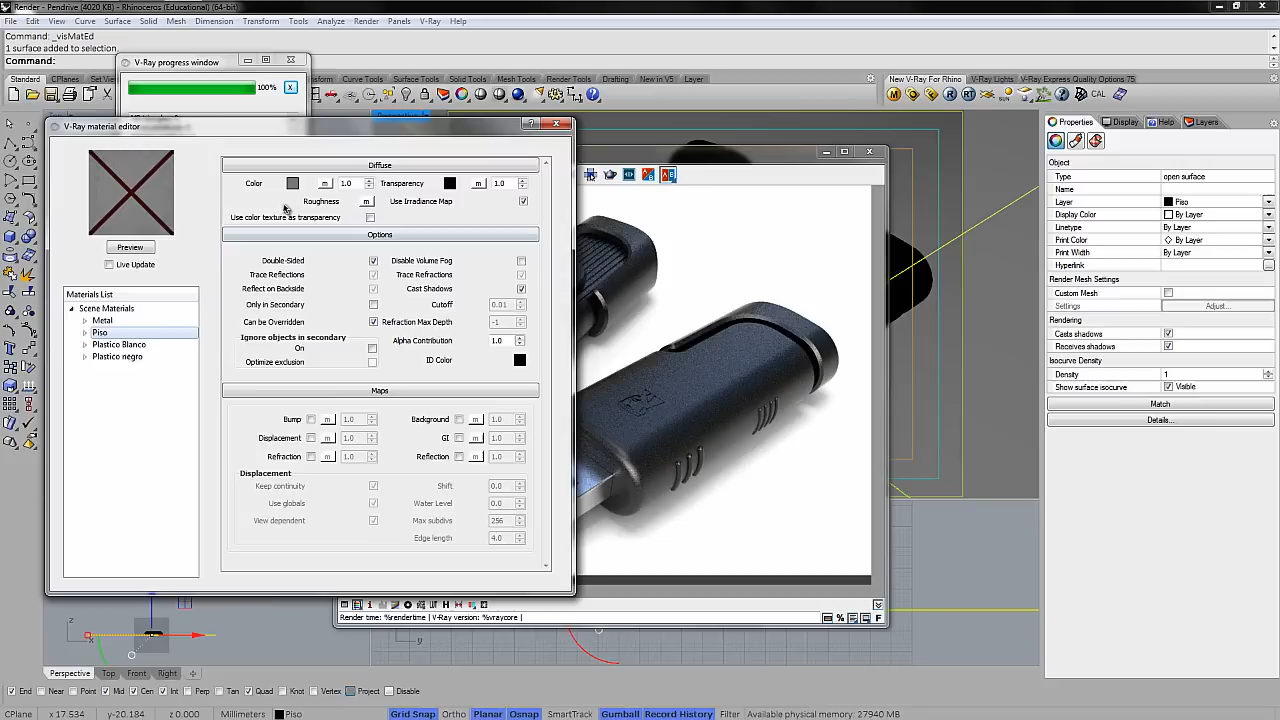 Render - Pendrive (4020 KB) - Rhinoceros (Educational) (64-bit)
File Edit View Curve Surface Solid Mesh Dimension Transform Tools Analyze Render Panels V-Ray Help
Command: _visMatEd
1 surface added to selection.
Command:
V-Ray progress window
100%
Standard CPlanes Set Vie
nsform Curve Tools Surface Tools Solid Tools Mesh Tools Render Tools Drafting New in V5 Layer
New V-Ray For Rhino V-Ray Lights V-Ray Express Quality Options 75
CAL
V-Ray material editor
Diffuse
Color m 1.0 Transparency m 1.0
Roughness m Use Irradiance Map
Use color texture as transparency
Preview
Live Update
Options
Double-Sided Disable Volume Fog
Trace Reflections Trace Refractions
Reflect on Backside Cast Shadows
Only in Secondary Cutoff 0.01
Can be Overridden Refraction Max Depth -1
Ignore objects in secondary Alpha Contribution 1.0
On
Optimize exclusion ID Color
Materials List
Scene Materials
Metal
Piso
Plastico Blanco
Plastico negro
Maps
Bump m 1.0 Background m 1.0
Displacement m 1.0 GI m 1.0
Refraction m 1.0 Reflection m 1.0
Displacement
Keep continuity Shift 0.0
Use globals Water Level 0.0
View dependent Max subdivs 256
Edge length 4.0
Render time: %rendertime | V-Ray version: %vraycore |
Properties Display Help Layers
Object
Type open surface
Name
Layer Piso
Display Color By Layer
Linetype By Layer
Print Color By Layer
Print Width By Layer
Hyperlink
Render Mesh Settings
Custom Mesh
Settings Adjust...
Rendering
Casts shadows
Receives shadows
Isocurve Density
Density 1
Show surface isocurve Visible
Match
Details...
z
x
y
Perspective Top Front Right
End Near Point Mid Cen Int Perp Tan Quad Knot Vertex Project Disable
CPlane x 17.534 y -20.184 z 0.000 Millimeters Piso Grid Snap Ortho Planar Osnap SmartTrack Gumball Record History Filter Available physical memory: 27940 MB